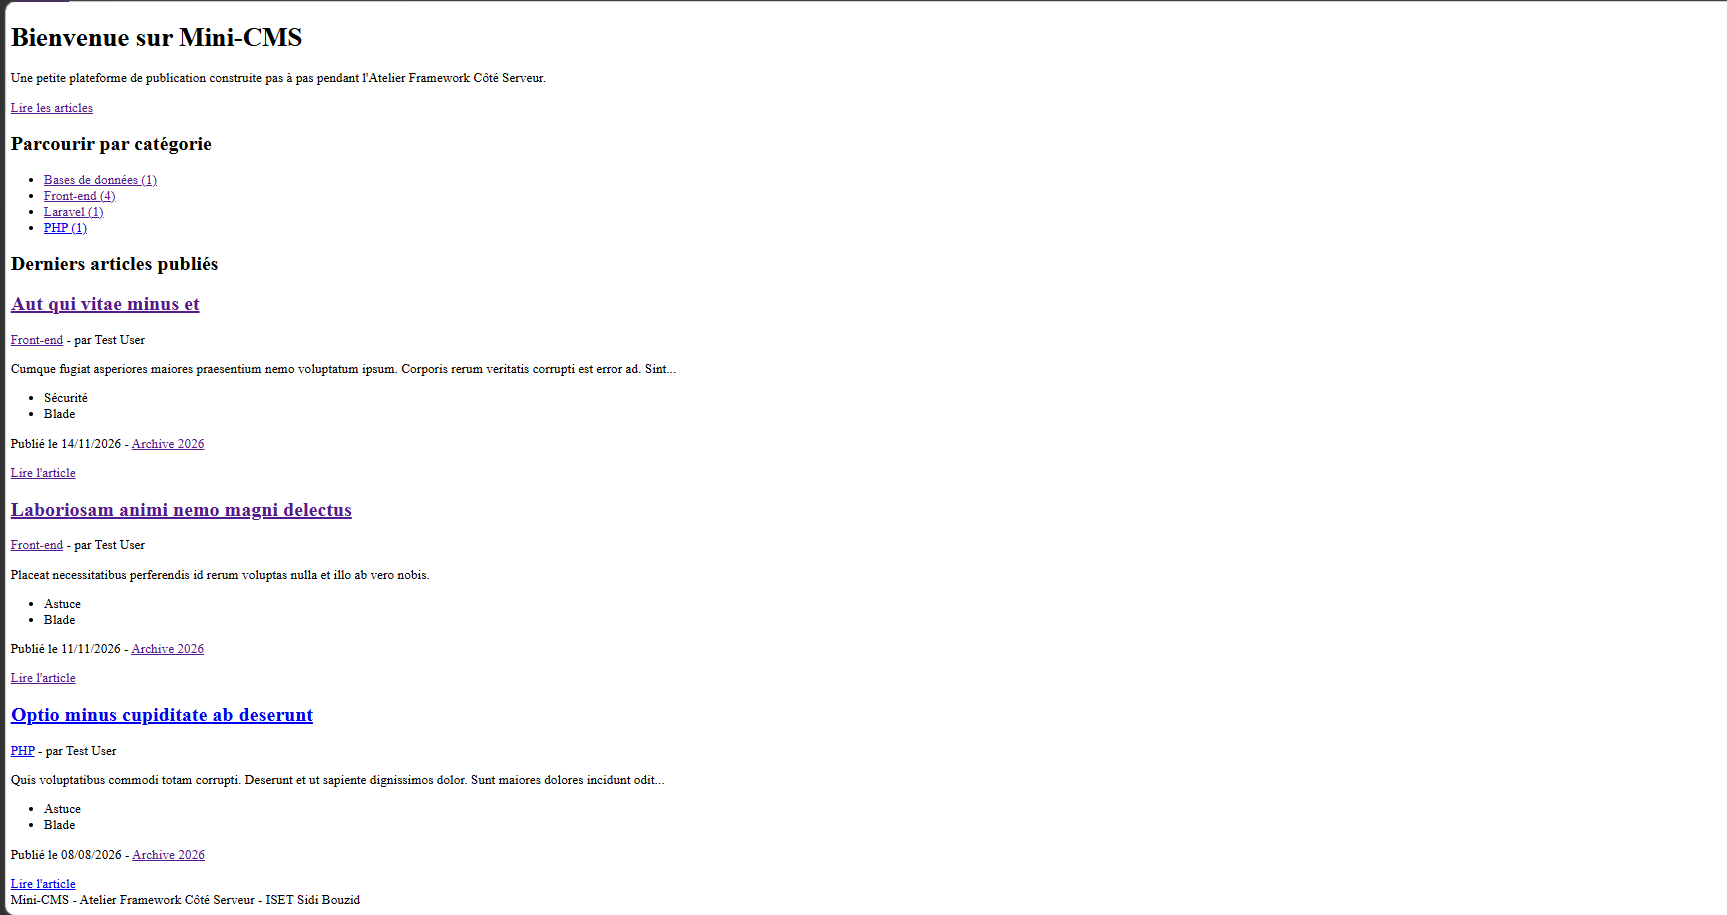 Bienvenue sur Mini-CMS
Une petite plateforme de publication construite pas à pas pendant l'Atelier Framework Côté Serveur.
Lire les articles
Parcourir par catégorie
Bases de données (1)
Front-end (4)
Laravel (1)
PHP (1)
Derniers articles publiés
Aut qui vitae minus et
Front-end - par Test User
Cumque fugiat asperiores maiores praesentium nemo voluptatum ipsum. Corporis rerum veritatis corrupti est error ad. Sint...
Sécurité
Blade
Publié le 14/11/2026 - Archive 2026
Lire l'article
Laboriosam animi nemo magni delectus
Front-end - par Test User
Placeat necessitatibus perferendis id rerum voluptas nulla et illo ab vero nobis.
Astuce
Blade
Publié le 11/11/2026 - Archive 2026
Lire l'article
Optio minus cupiditate ab deserunt
PHP - par Test User
Quis voluptatibus commodi totam corrupti. Deserunt et ut sapiente dignissimos dolor. Sunt maiores dolores incidunt odit...
Astuce
Blade
Publié le 08/08/2026 - Archive 2026
Lire l'article
Mini-CMS - Atelier Framework Côté Serveur - ISET Sidi Bouzid